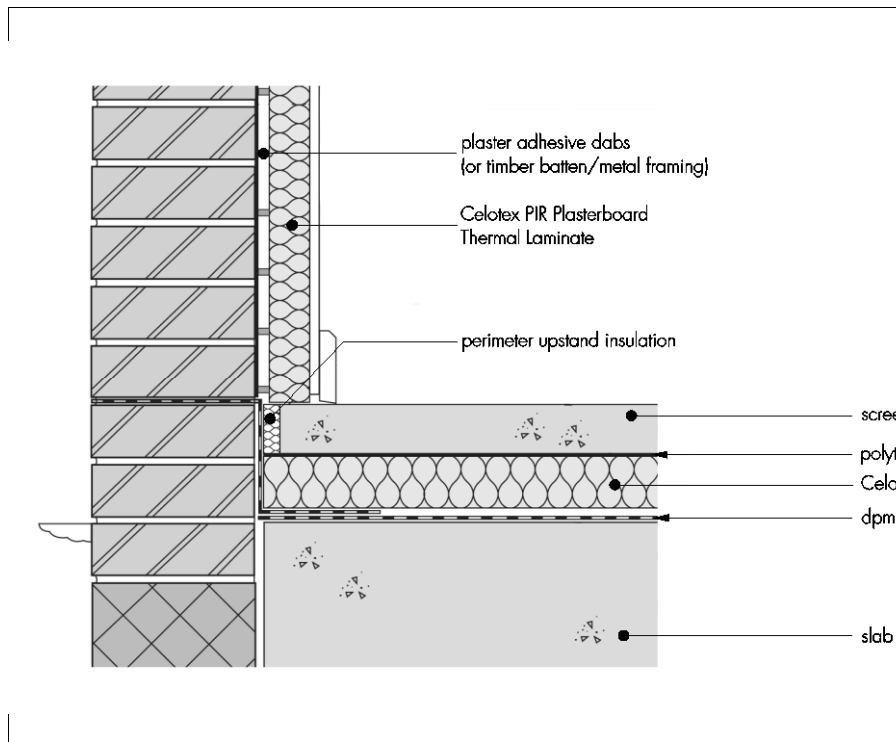 plaster adhesive dabs
(or timber batten/metal framing)
Celotex PIR Plasterboard
Thermal Laminate
perimeter upstand insulation
dpm
slab